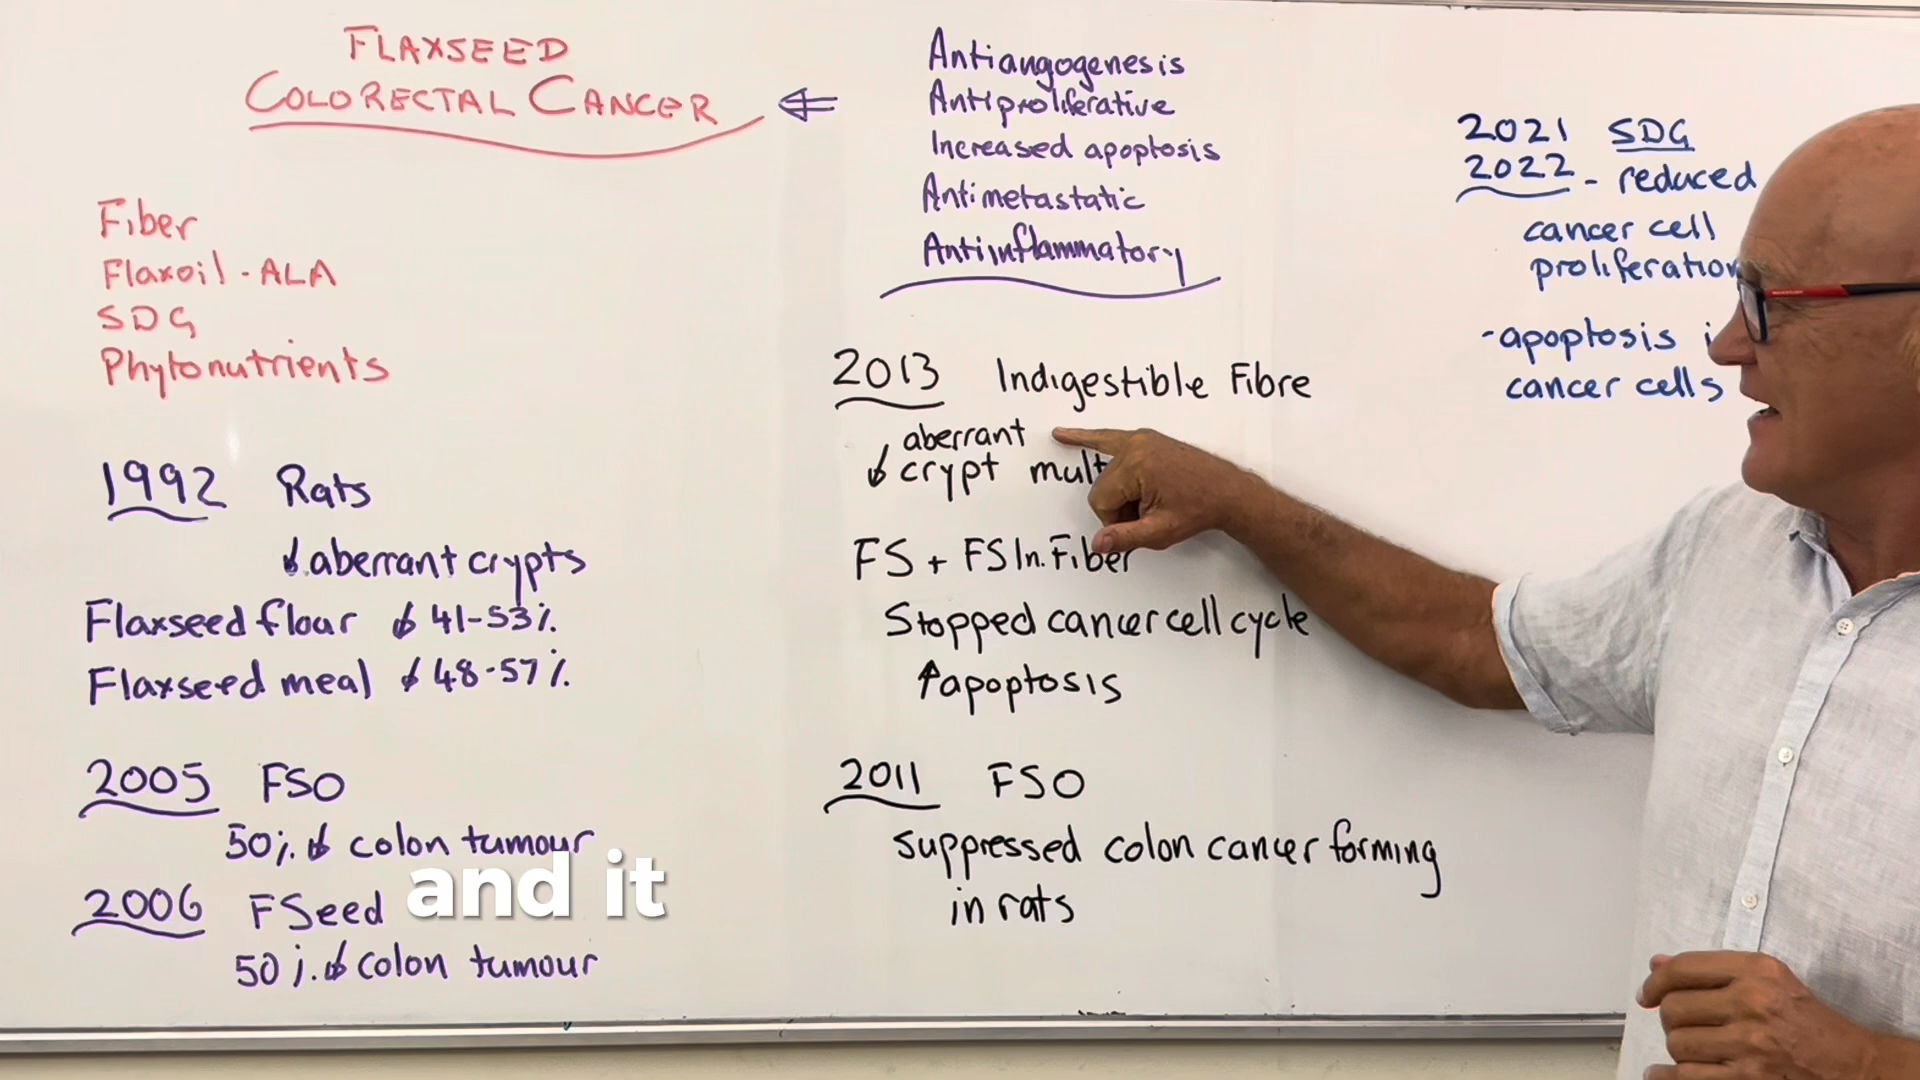 FLAXSEED
COLORECTAL CANCER ⇐
Fiber
Flaxoil - ALA
SDG
Phytonutrients
1992 Rats
↓ aberrant crypts
Flaxseed flour ↓ 41-53%
Flaxseed meal ↓ 48-57%
2005 FSO
50% ↓ colon tumour
2006 FSeed
50% ↓ colon tumour
and it
Antiangogenesis
Antiproliferative
Increased apoptosis
Antimetastatic
Antiinflammatory
2013 Indigestible Fibre
aberrant
↓ crypt mult
FS + FS In. Fiber
Stopped cancer cell cycle
↑ apoptosis
2011 FSO
suppressed colon cancer forming
in rats
2021 SDG
2022 - reduced
cancer cell
proliferation
- apoptosis i
cancer cells